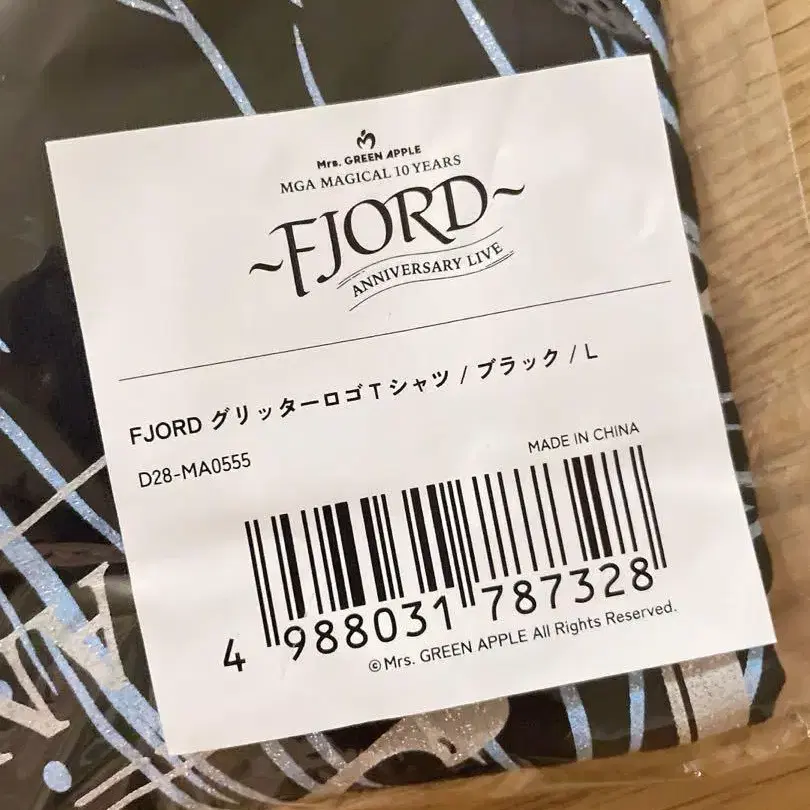 Mrs. GREEN APPLE
MGA MAGICAL 10 YEARS
~FJORD~
ANNIVERSARY LIVE
FJORD グリッターロゴTシャツ / ブラック / L
D28-MA0555
MADE IN CHINA
4 988031 787328
©Mrs. GREEN APPLE All Rights Reserved.